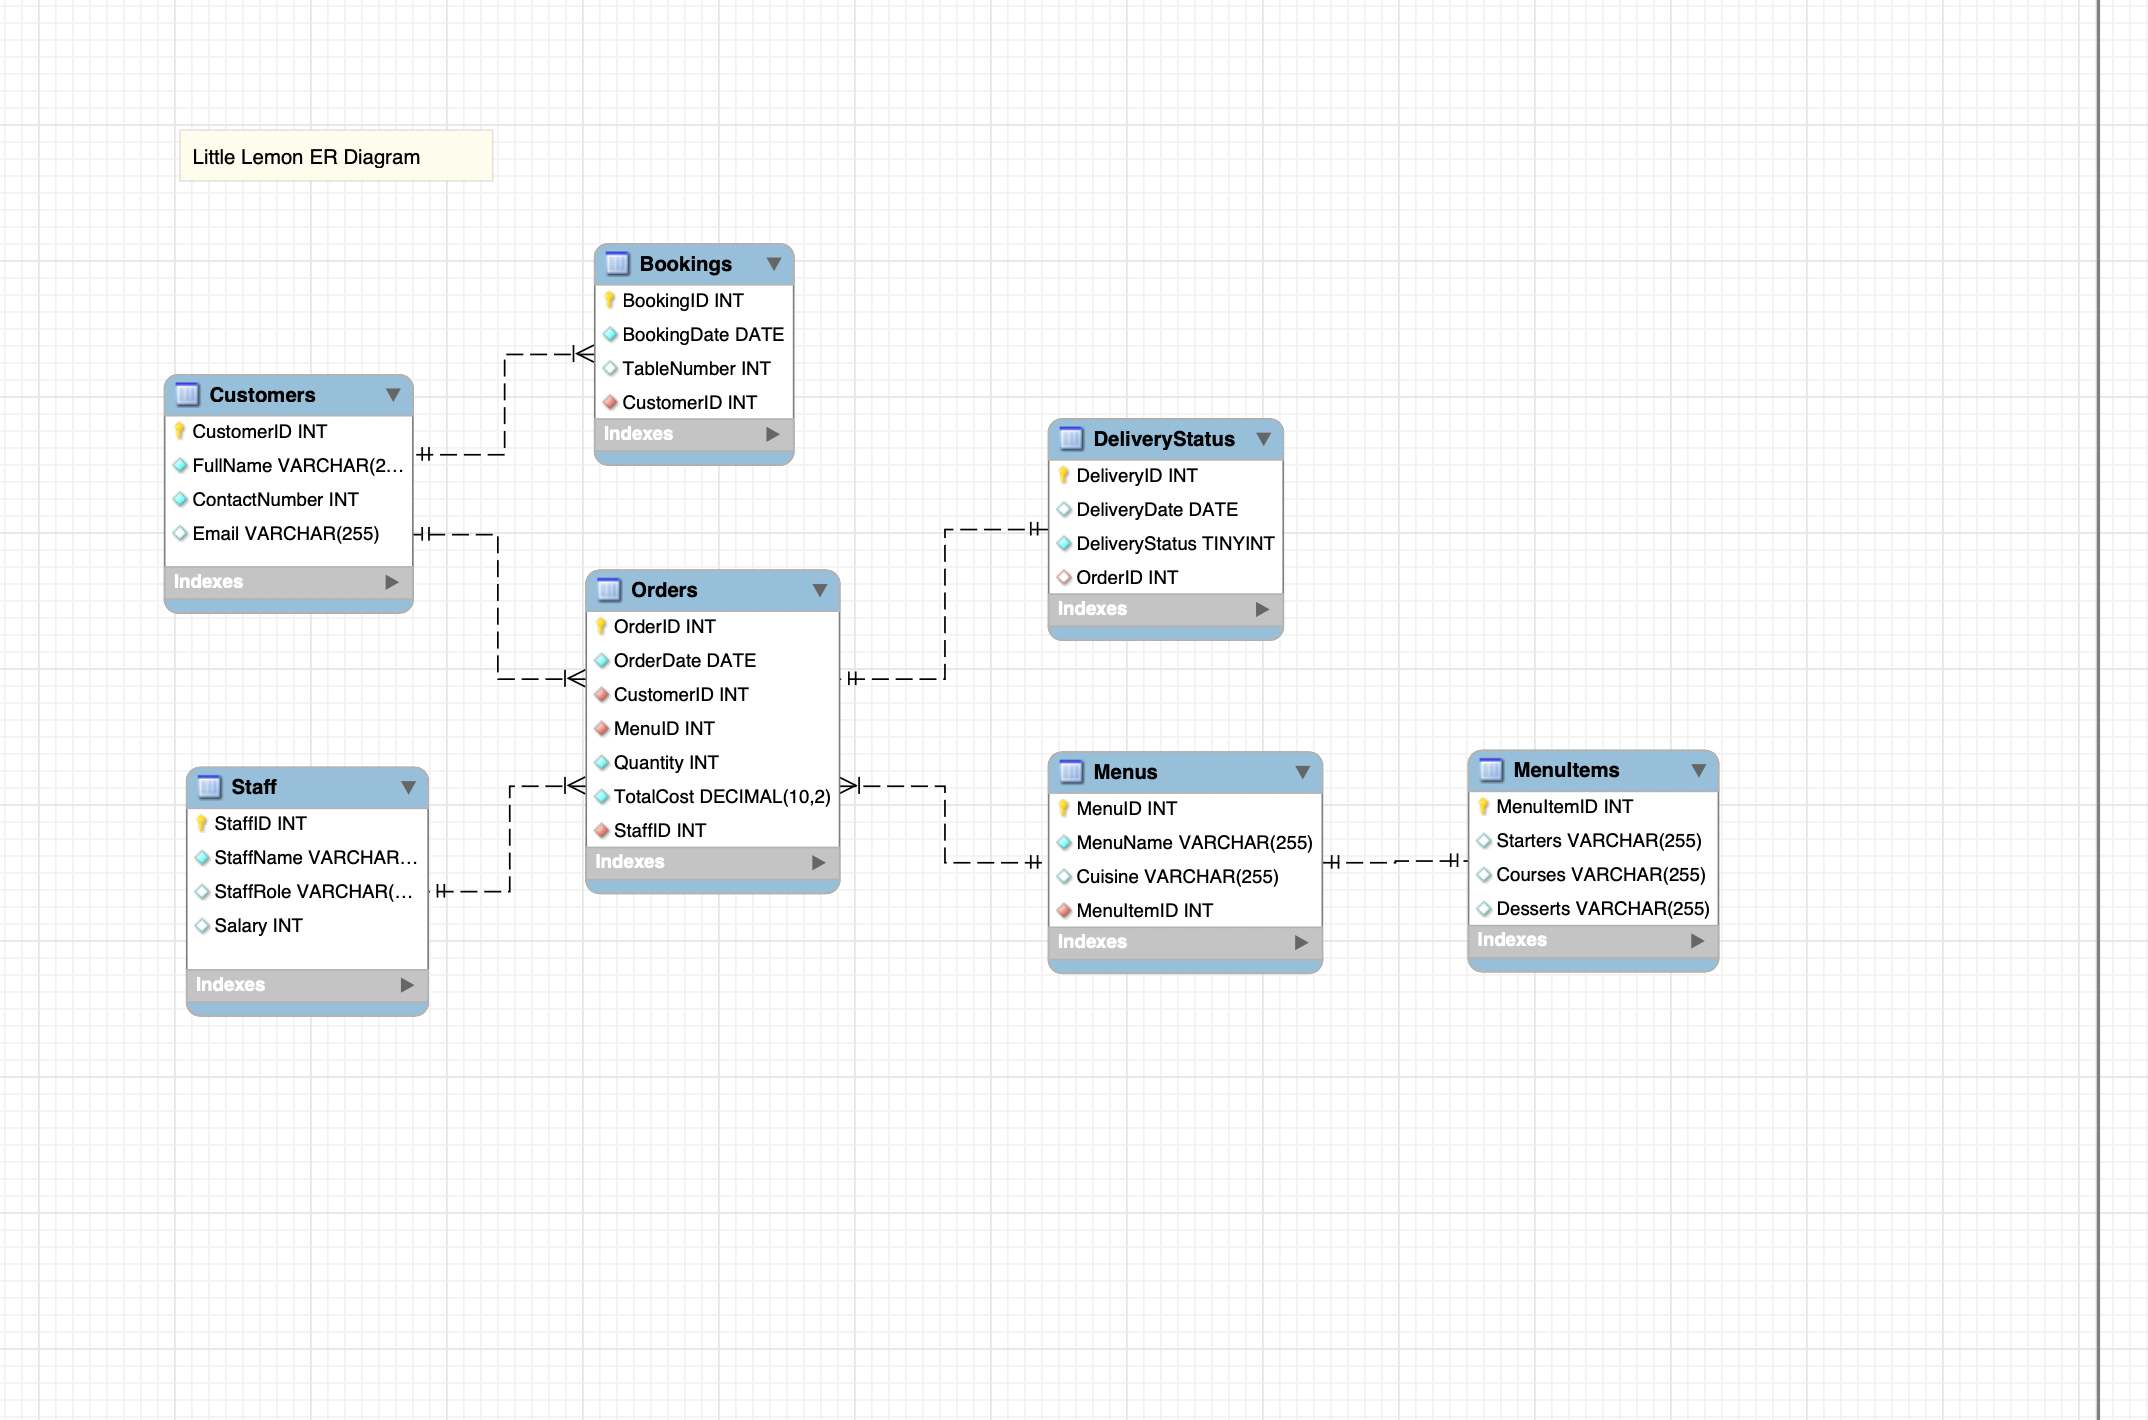 Little Lemon ER Diagram
Bookings
BookingID INT
BookingDate DATE
TableNumber INT
CustomerID INT
Indexes
Customers
CustomerID INT
FullName VARCHAR(2...
ContactNumber INT
Email VARCHAR(255)
Indexes
DeliveryStatus
DeliveryID INT
DeliveryDate DATE
DeliveryStatus TINYINT
OrderID INT
Indexes
Orders
OrderID INT
OrderDate DATE
CustomerID INT
MenuID INT
Quantity INT
TotalCost DECIMAL(10,2)
StaffID INT
Indexes
Staff
StaffID INT
StaffName VARCHAR...
StaffRole VARCHAR(...
Salary INT
Indexes
Menus
MenuID INT
MenuName VARCHAR(255)
Cuisine VARCHAR(255)
MenuItemID INT
Indexes
MenuItems
MenuItemID INT
Starters VARCHAR(255)
Courses VARCHAR(255)
Desserts VARCHAR(255)
Indexes